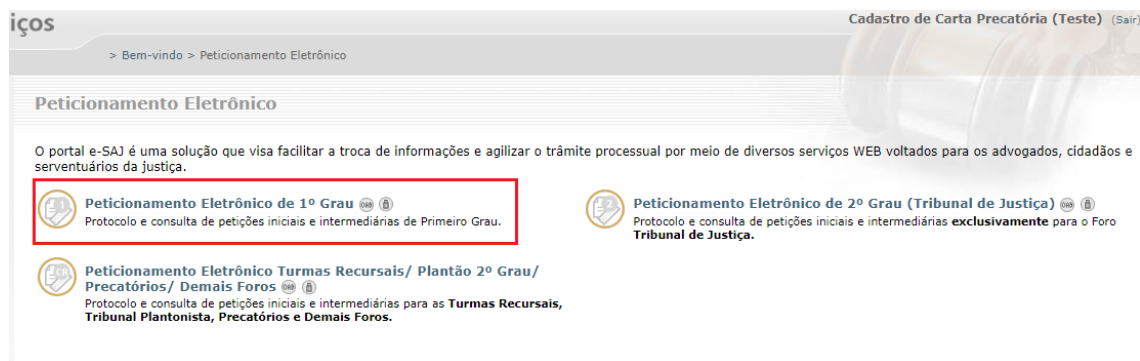 iços
Cadastro de Carta Precatória (Teste) (Sair)
> Bem-vindo > Peticionamento Eletrônico
Peticionamento Eletrônico
O portal e-SAJ é uma solução que visa facilitar a troca de informações e agilizar o trâmite processual por meio de diversos serviços WEB voltados para os advogados, cidadãos e
serventuários da justiça.
Peticionamento Eletrônico de 1º Grau
Protocolo e consulta de petições iniciais e intermediárias de Primeiro Grau.
Peticionamento Eletrônico de 2º Grau (Tribunal de Justiça)
Protocolo e consulta de petições iniciais e intermediárias exclusivamente para o Foro
Tribunal de Justiça.
Peticionamento Eletrônico Turmas Recursais/ Plantão 2º Grau/
Precatórios/ Demais Foros
Protocolo e consulta de petições iniciais e intermediárias para as Turmas Recursais,
Tribunal Plantonista, Precatórios e Demais Foros.